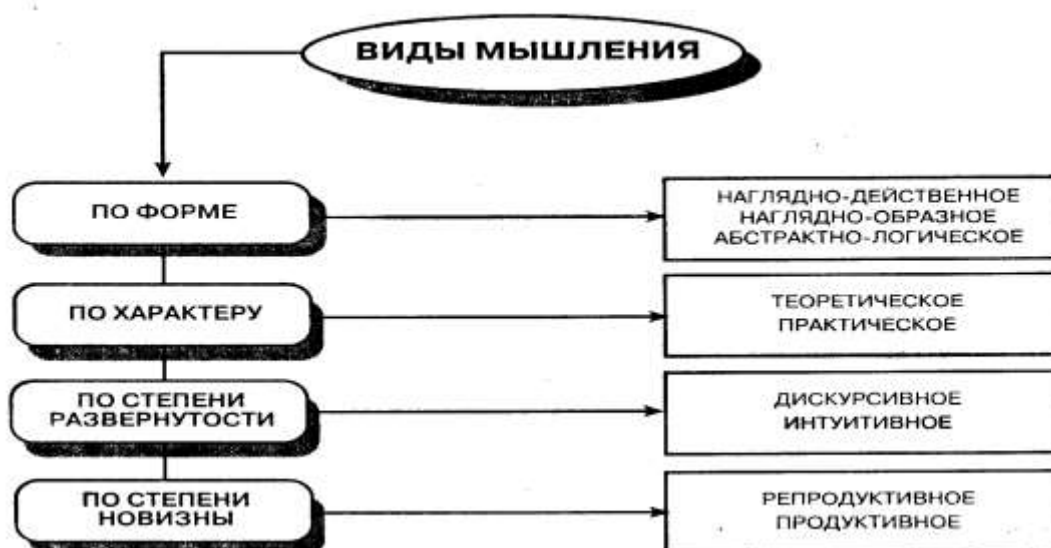 ВИДЫ МЫШЛЕНИЯ
ПО ФОРМЕ
НАГЛЯДНО-ДЕЙСТВЕННОЕ
НАГЛЯДНО-ОБРАЗНОЕ
АБСТРАКТНО-ЛОГИЧЕСКОЕ
ПО ХАРАКТЕРУ
ТЕОРЕТИЧЕСКОЕ
ПРАКТИЧЕСКОЕ
ПО СТЕПЕНИ
РАЗВЕРНУТОСТИ
ДИСКУРСИВНОЕ
ИНТУИТИВНОЕ
ПО СТЕПЕНИ
НОВИЗНЫ
РЕПРОДУКТИВНОЕ
ПРОДУКТИВНОЕ